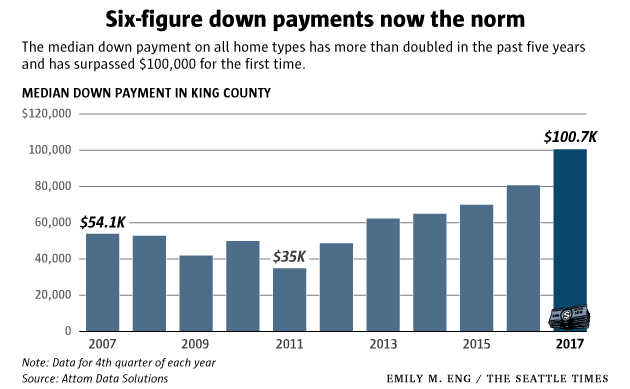 Six-figure down payments now the norm
The median down payment on all home types has more than doubled in the past five years
and has surpassed $100,000 for the first time.
MEDIAN DOWN PAYMENT IN KING COUNTY
$120,000
$100.7K
100,000
80,000
$54.1K
60,000
$35K
40,000
20,000
0
2007 2009 2011 2013 2015 2017
Note: Data for 4th quarter of each year
Source: Attom Data Solutions EMILY M. ENG / THE SEATTLE TIMES